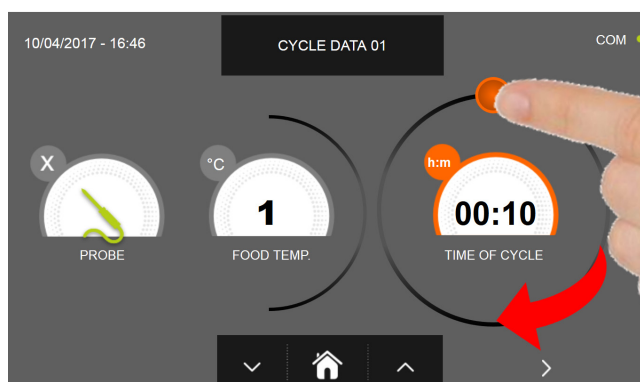 10/04/2017 - 16:46
CYCLE DATA 01
COM
X
°C
h:m
1
00:10
PROBE
FOOD TEMP.
TIME OF CYCLE